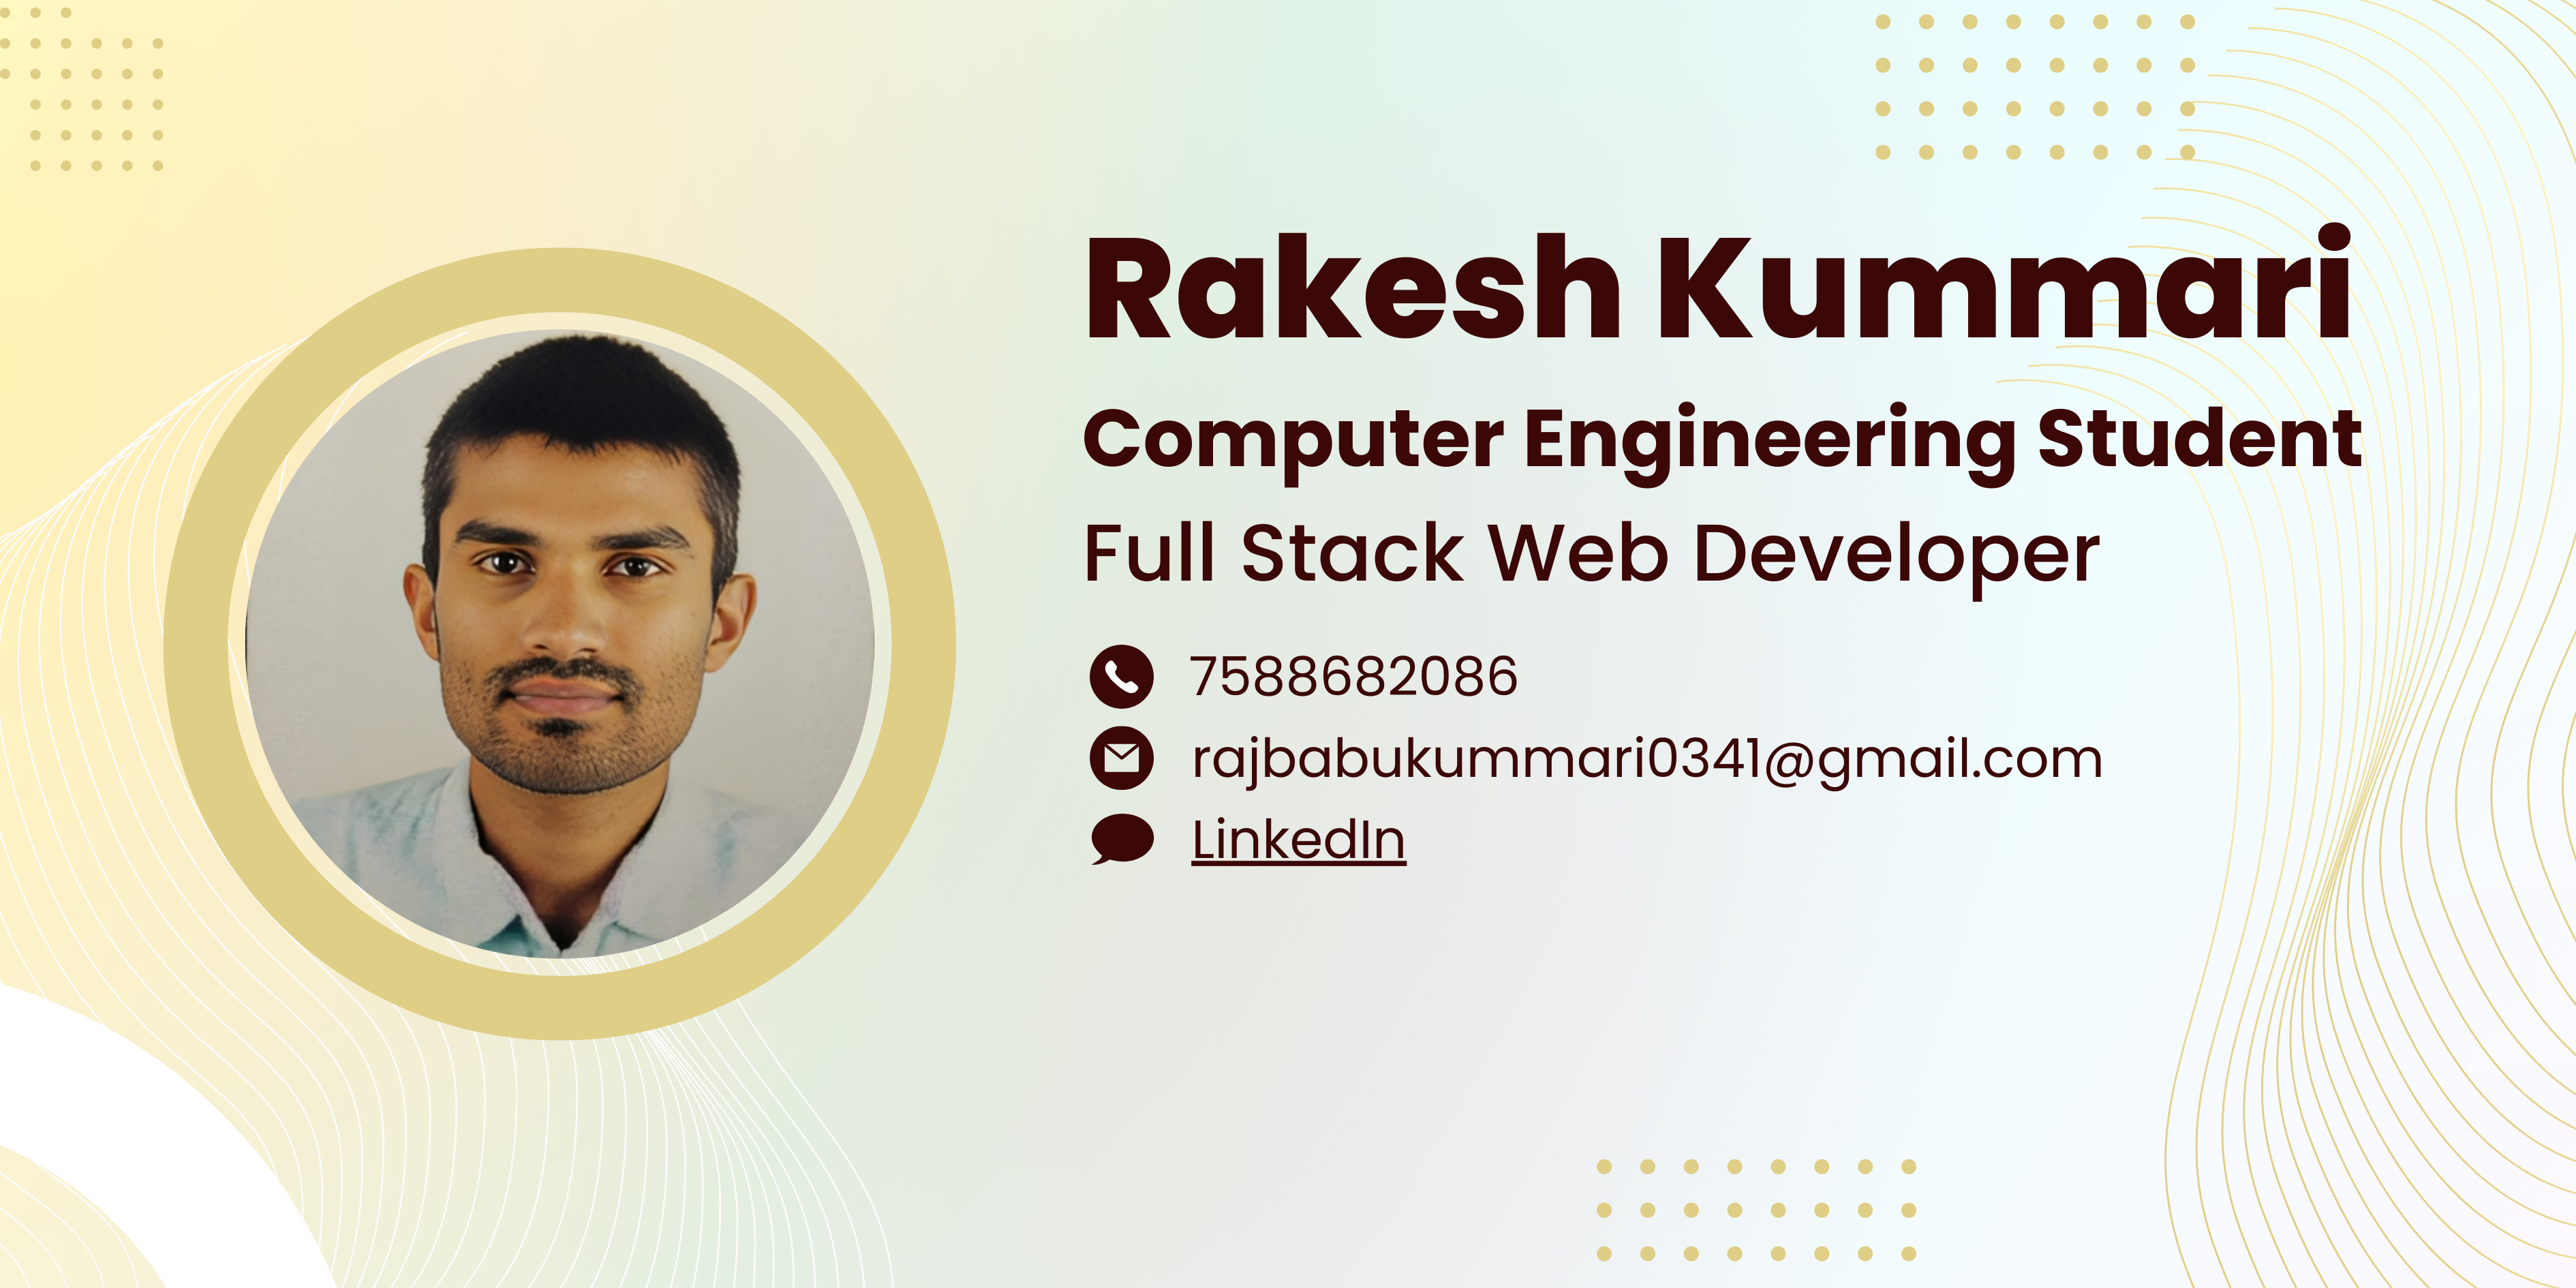 Rakesh Kummari
Computer Engineering Student
Full Stack Web Developer
7588682086
rajbabukummari0341@gmail.com
LinkedIn